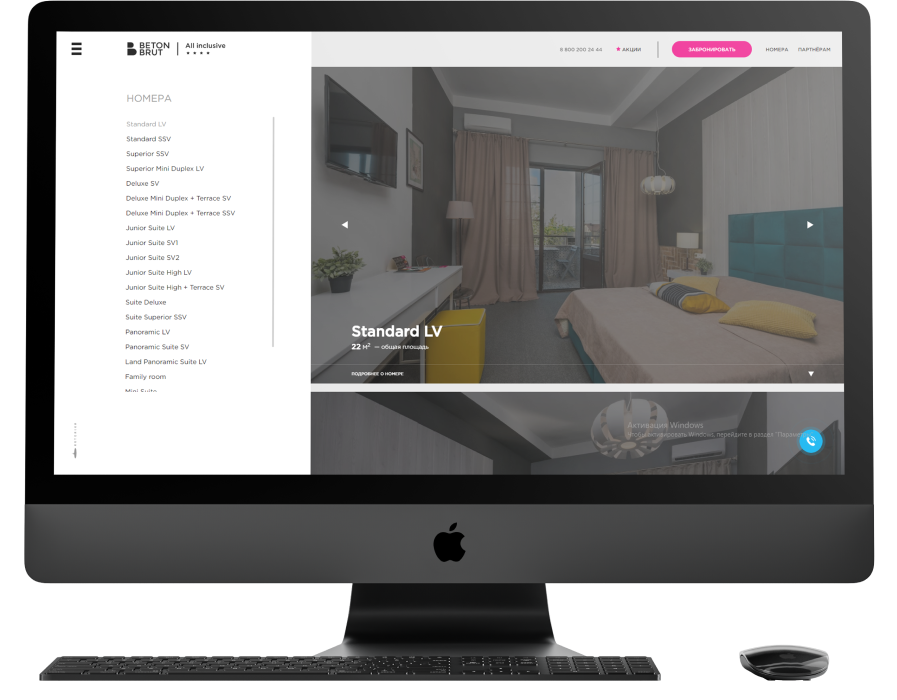 BETON
BRUT
All inclusive
8 800 200 34 44
АКЦИИ
ЗАБРОНИРОВАТЬ
НОМЕРА
ПАРТНЁРАМ
НОМЕРА
Standard LV
Standard SSV
Superior SSV
Superior Mini Duplex LV
Deluxe SV
Deluxe Mini Duplex + Terrace SV
Deluxe Mini Duplex + Terrace SSV
Junior Suite LV
Junior Suite SV1
Junior Suite SV2
Junior Suite High LV
Junior Suite High + Terrace SV
Suite Deluxe
Suite Superior SSV
Panoramic LV
Panoramic Suite SV
Land Panoramic Suite LV
Family room
Mini Suite
Standard LV
22 м² — общая площадь
ПОДРОБНЕЕ О НОМЕРЕ
Активация Windows
Чтобы активировать Windows, перейдите в раздел "Параме